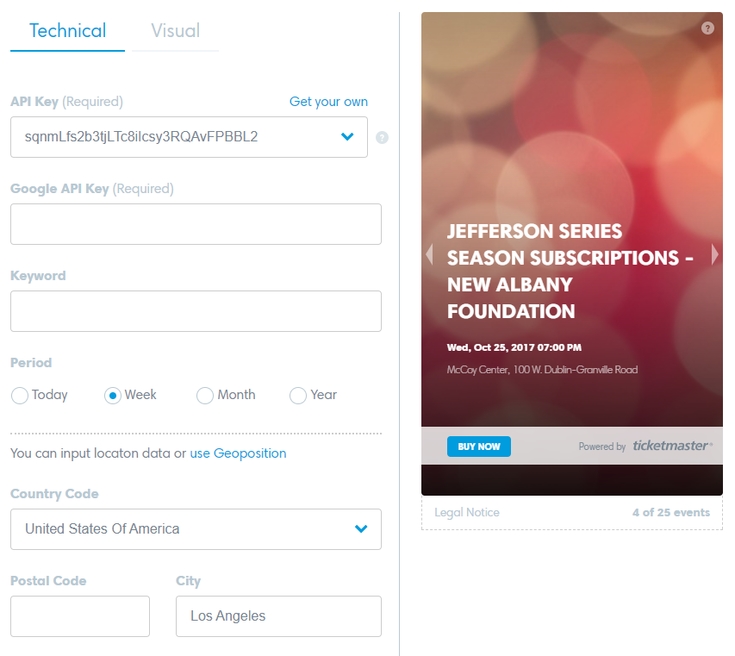 Technical
Visual
API Key (Required)
Get your own
sqnmLfs2b3tjLTc8ilcsy3RQAvFPBBL2
?
Google API Key (Required)
Keyword
Period
Today
Week
Month
Year
You can input locaton data or use Geoposition
Country Code
United States Of America
Postal Code
City
Los Angeles
?
JEFFERSON SERIES
SEASON SUBSCRIPTIONS -
NEW ALBANY
FOUNDATION
Wed, Oct 25, 2017 07:00 PM
McCoy Center, 100 W. Dublin-Granville Road
BUY NOW
Powered by ticketmaster
Legal Notice
4 of 25 events